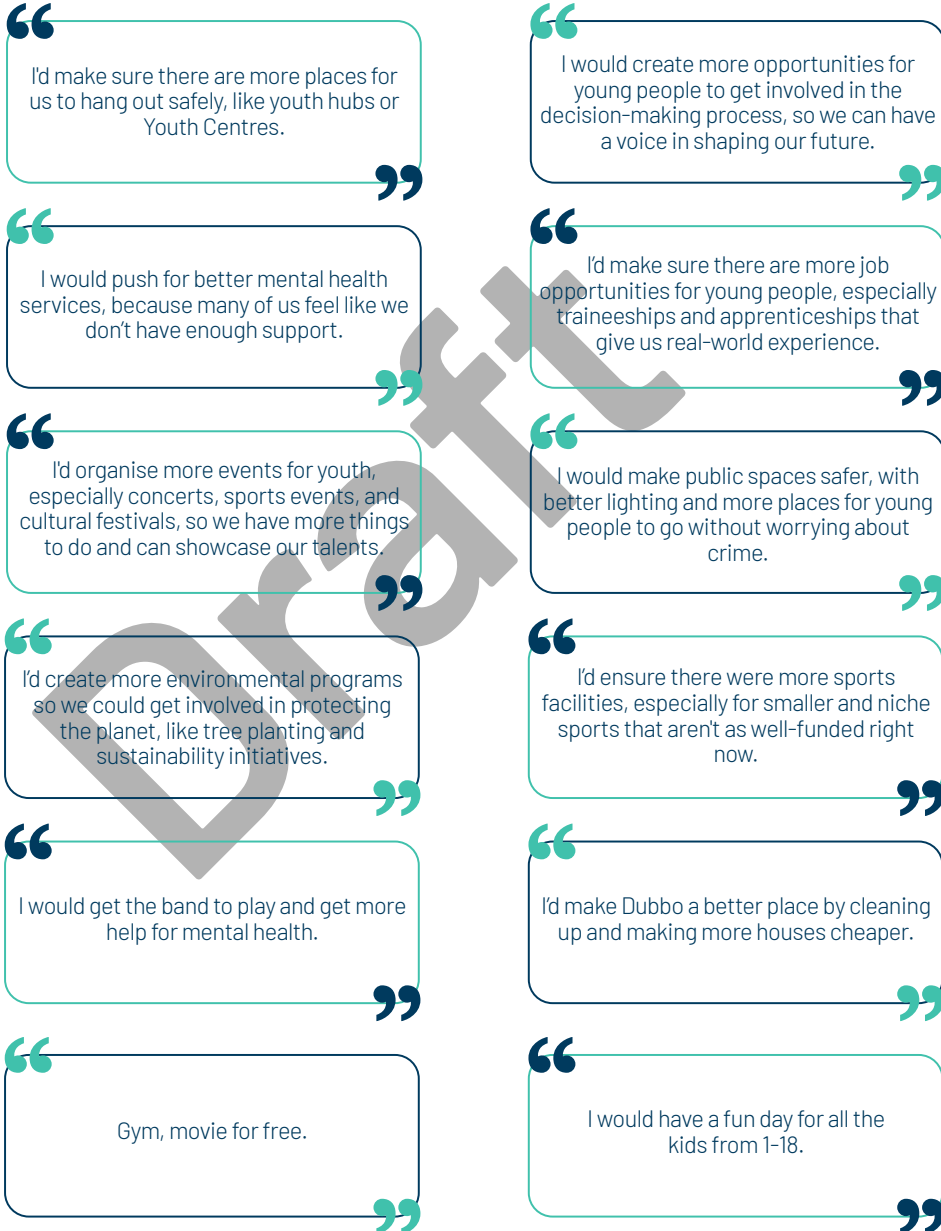 I'd make sure there are more places for
us to hang out safely, like youth hubs or
Youth Centres.
I would create more opportunities for
young people to get involved in the
decision-making process, so we can have
a voice in shaping our future.
I would push for better mental health
services, because many of us feel like we
don't have enough support.
I'd make sure there are more job
opportunities for young people, especially
traineeships and apprenticeships that
give us real-world experience.
I'd organise more events for youth,
especially concerts, sports events, and
cultural festivals, so we have more things
to do and can showcase our talents.
I would make public spaces safer, with
better lighting and more places for young
people to go without worrying about
crime.
I'd create more environmental programs
so we could get involved in protecting
the planet, like tree planting and
sustainability initiatives.
I'd ensure there were more sports
facilities, especially for smaller and niche
sports that aren't as well-funded right
now.
I would get the band to play and get more
help for mental health.
I'd make Dubbo a better place by cleaning
up and making more houses cheaper.
Gym, movie for free.
I would have a fun day for all the
kids from 1-18.
Draft